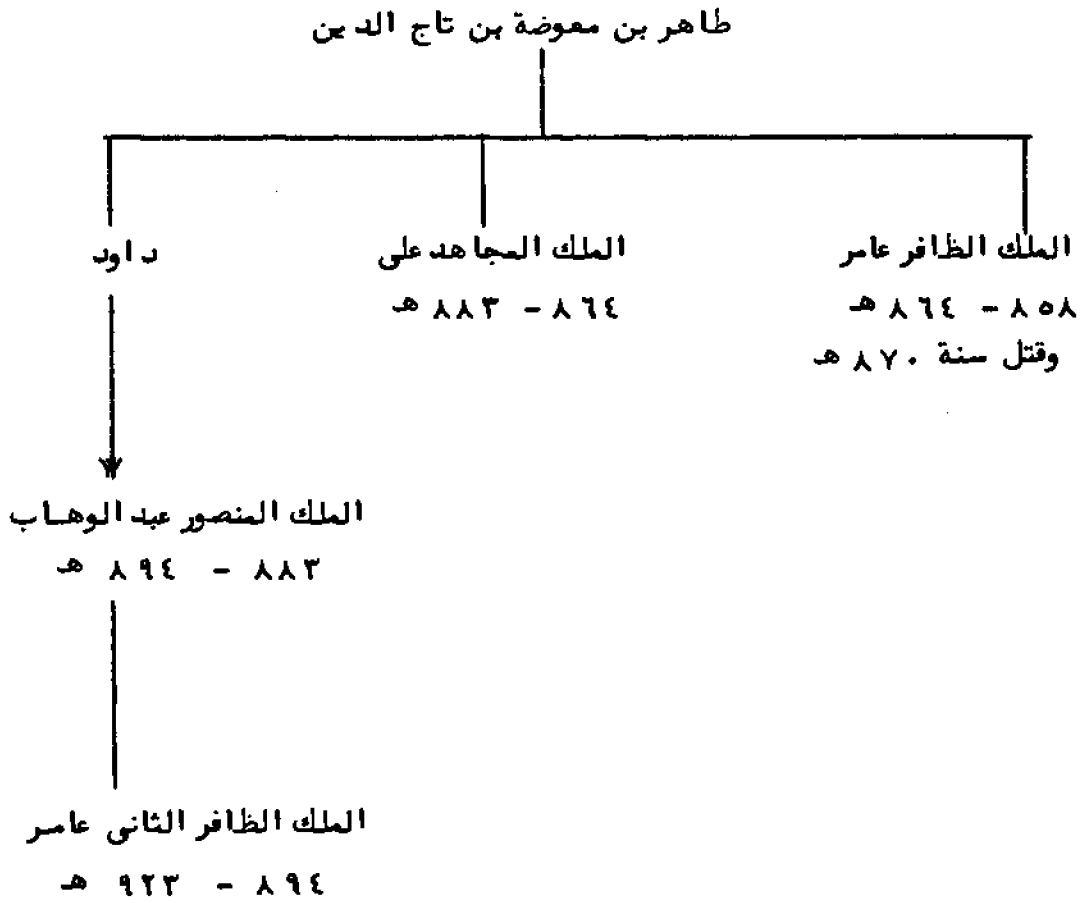 طاهر بن معوضة بن تاج الدين
الملك الظافر عامر
٨٥٨ - ٨٦٤ هـ
وقتل سنة ٨٧٠ هـ
الملك المجاهد على
٨٦٤ - ٨٨٣ هـ
داود
الملك المنصور عبد الوهاب
٨٨٣ - ٨٩٤ هـ
الملك الظافر الثانى عامر
٨٩٤ - ٩٢٣ هـ